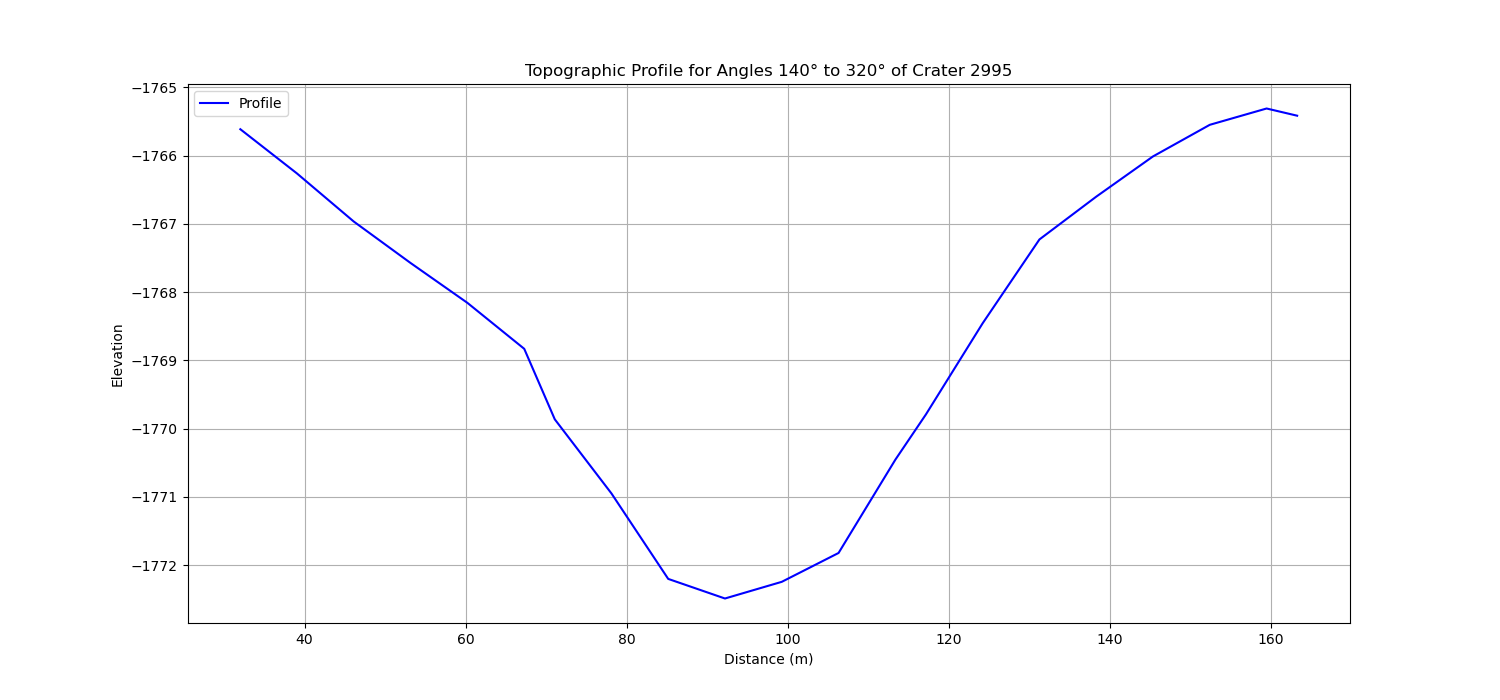 Topographic Profile for Angles 140° to 320° of Crater 2995
Profile
Elevation
−1765
−1766
−1767
−1768
−1769
−1770
−1771
−1772
40 60 80 100 120 140 160
Distance (m)